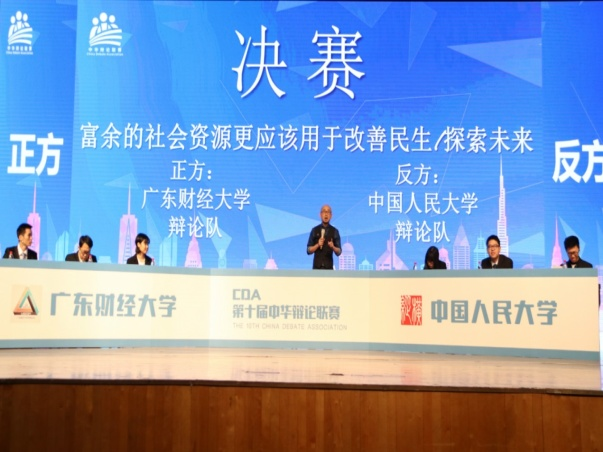 决赛
富余的社会资源更应该用于改善民生/探索未来
正方：
广东财经大学
辩论队
反方：
中国人民大学
辩论队
正方
反方
广东财经大学
CDA
第十届中华辩论联赛
THE 10TH CHINA DEBATE ASSOCIATION
中国人民大学